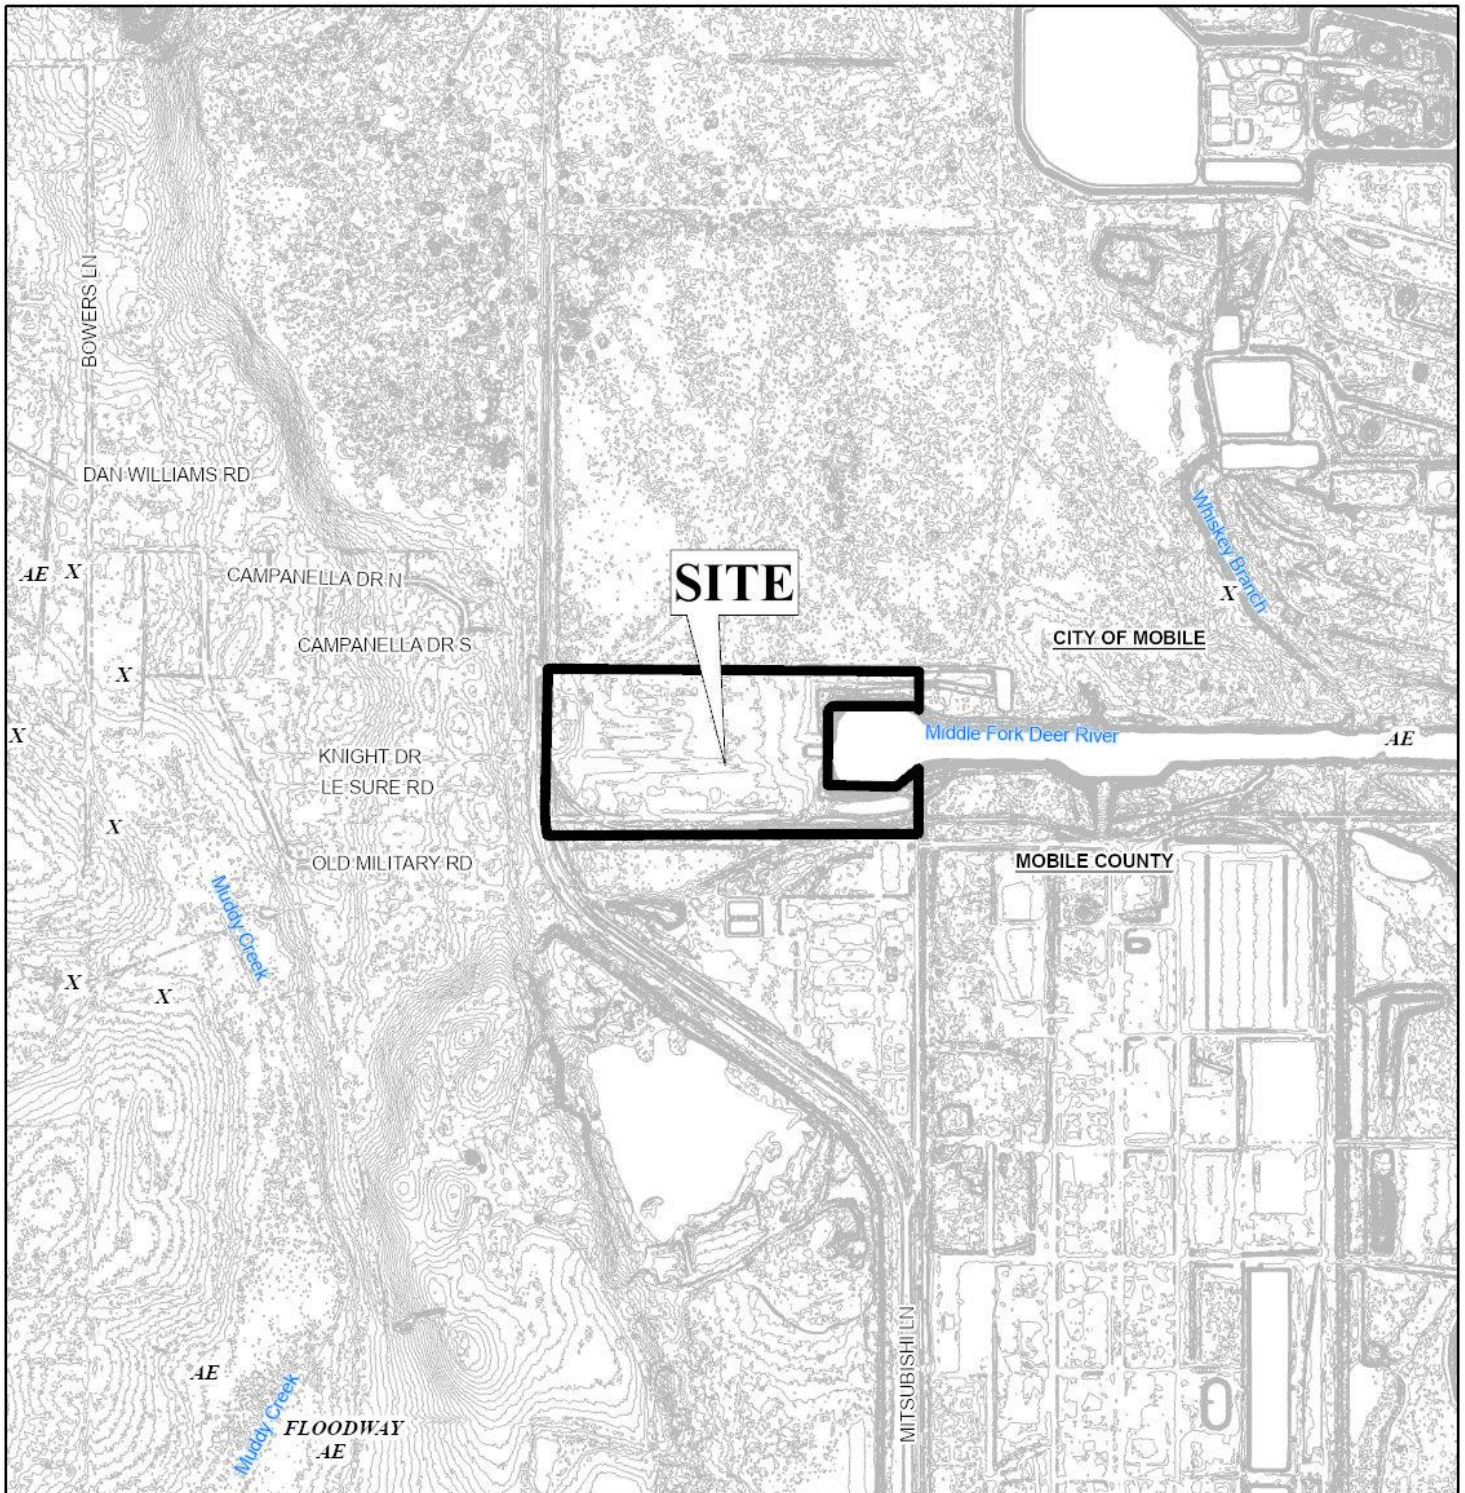 BOWERS LN
DAN WILLIAMS RD
AE X
CAMPANELLA DR N
SITE
Whiskey Branch
X
CITY OF MOBILE
CAMPANELLA DR S
X
X
Middle Fork Deer River
AE
KNIGHT DR
LE SURE RD
X
OLD MILITARY RD
MOBILE COUNTY
Muddy Creek
X
X
MITSUBISHI LN
AE
Muddy Creek
FLOODWAY
AE